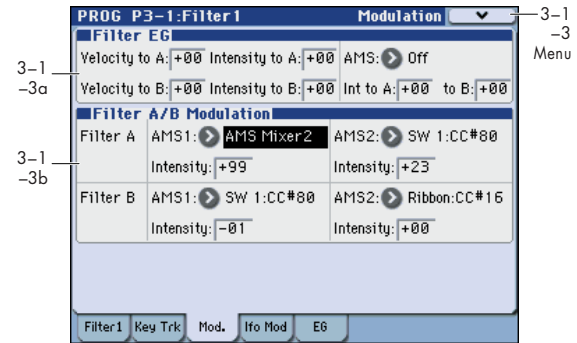 PROG P3-1:Filter1 Modulation
3-1
-3
Menu
Filter EG
Velocity to A: +00 Intensity to A: +00 AMS: Off
3-1
-3a
Velocity to B: +00 Intensity to B: +00 Int to A: +00 to B: +00
Filter A/B Modulation
Filter A AMS1: AMS Mixer2 AMS2: SW 1:CC#80
3-1
-3b
Intensity: +99 Intensity: +23
Filter B AMS1: SW 1:CC#80 AMS2: Ribbon:CC#16
Intensity: -01 Intensity: +00
Filter1 Key Trk Mod. lfo Mod EG